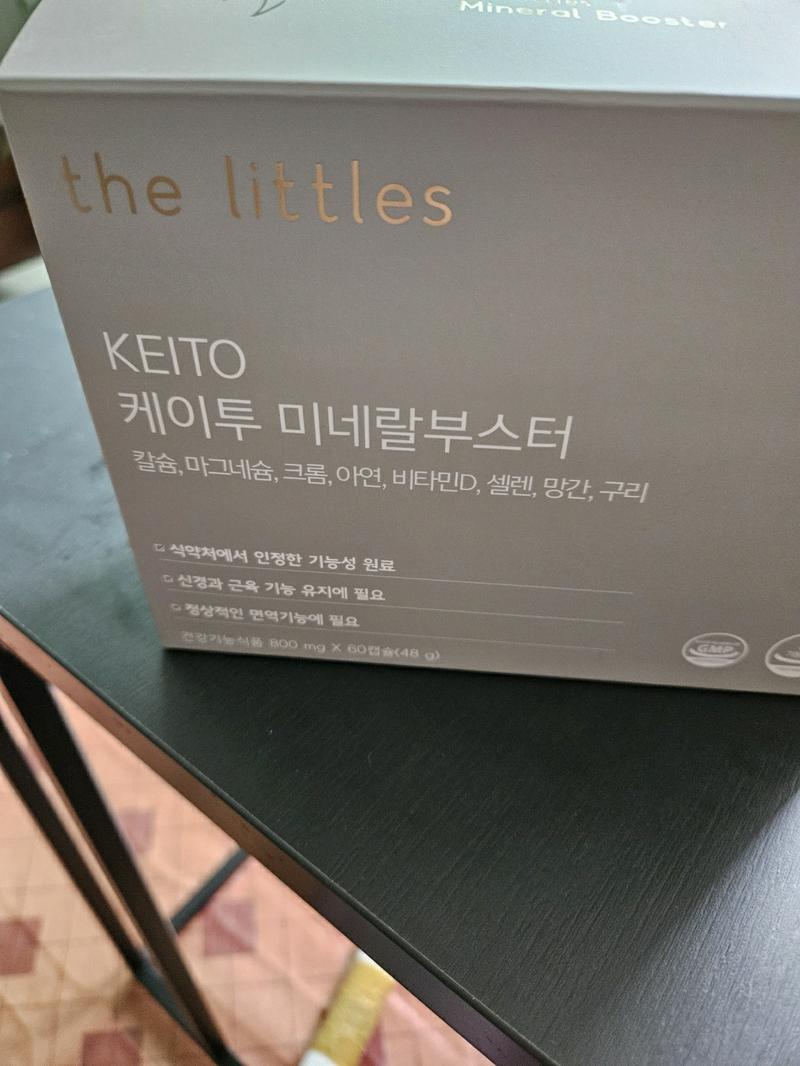 Mineral Booster
the littles
KEITO
케이투 미네랄부스터
칼슘, 마그네슘, 크롬, 아연, 비타민D, 셀렌, 망간, 구리
식약처에서 인정한 기능성 원료
신경과 근육 기능 유지에 필요
정상적인 면역기능에 필요
건강기능식품 800 mg X 60캡슐(48 g)
GMP